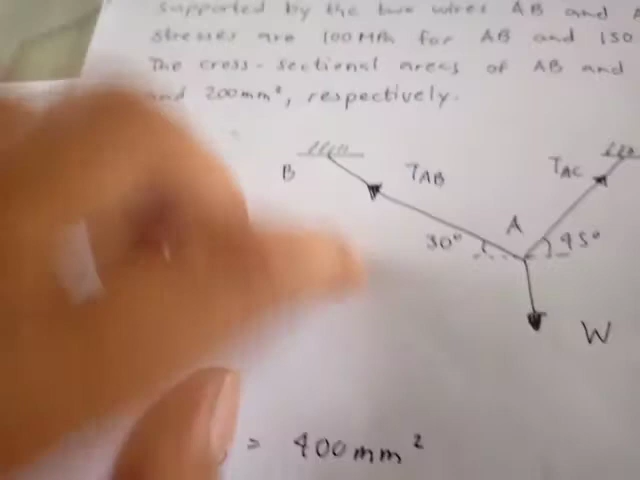 supported by the two wires AB and
stresses are 100 MPa for AB and 150
The cross-sectional areas of AB and
and 200mm², respectively.
B
TAB
TAC
A
30°
45°
W
= 400mm²